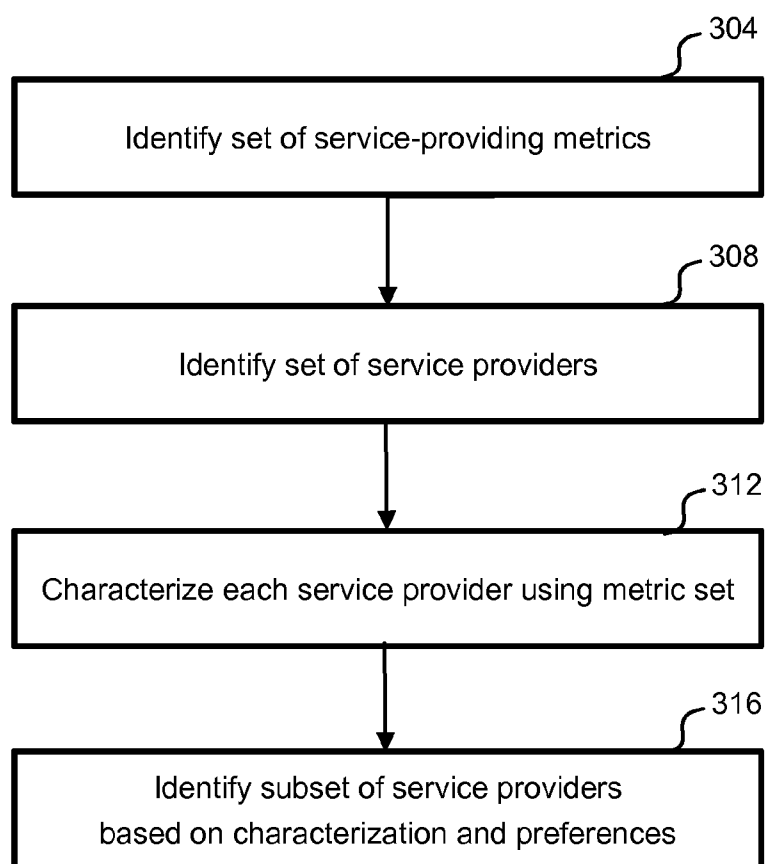 304
Identify set of service-providing metrics
308
Identify set of service providers
312
Characterize each service provider using metric set
316
Identify subset of service providers
based on characterization and preferences